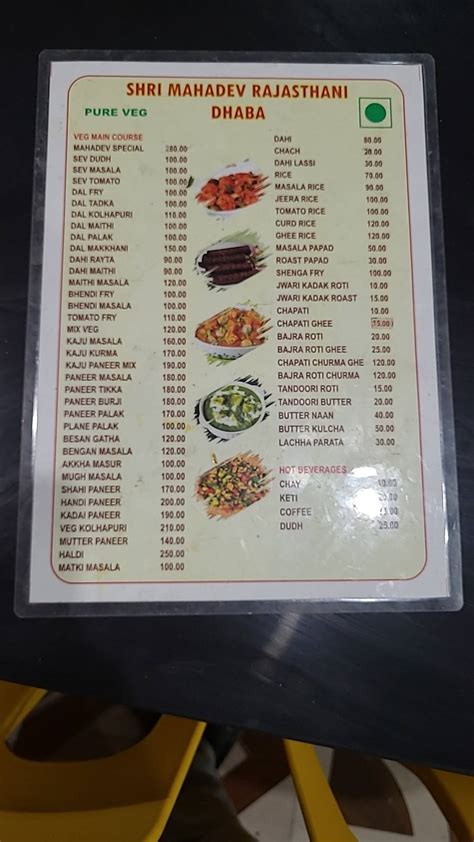 SHRI MAHADEV RAJASTHANI
DHABA
PURE VEG
VEG MAIN COURSE
MAHADEV SPECIAL 280.00
SEV DUDH 100.00
SEV MASALA 100.00
SEV TOMATO 100.00
DAL FRY 100.00
DAL TADKA 100.00
DAL KOLHAPURI 110.00
DAL MAITHI 100.00
DAL PALAK 100.00
DAL MAKKHANI 150.00
DAHI RAYTA 90.00
DAHI MAITHI 90.00
MAITHI MASALA 120.00
BHENDI FRY 100.00
BHENDI MASALA 100.00
TOMATO FRY 110.00
MIX VEG 120.00
KAJU MASALA 160.00
KAJU KURMA 170.00
KAJU PANEER MIX 190.00
PANEER MASALA 180.00
PANEER TIKKA 180.00
PANEER BURJI 180.00
PANEER PALAK 170.00
PLANE PALAK 100.00
BESAN GATHA 120.00
BENGAN MASALA 120.00
AKKHA MASUR 100.00
MUGH MASALA 100.00
SHAHI PANEER 200.00
HANDI PANEER 200.00
KADAI PANEER 190.00
VEG KOLHAPURI 210.00
MUTTER PANEER 140.00
HALDI 250.00
MATKI MASALA 100.00
DAHI 80.00
CHACH 20.00
DAHI LASSI 30.00
RICE 70.00
MASALA RICE 90.00
JEERA RICE 100.00
TOMATO RICE 100.00
CURD RICE 120.00
GHEE RICE 120.00
MASALA PAPAD 50.00
ROAST PAPAD 30.00
SHENGA FRY 100.00
JWARI KADAK ROTI 10.00
JWARI KADAK ROAST 15.00
CHAPATI 10.00
CHAPATI GHEE 15.00
BAJRA ROTI 20.00
BAJRA ROTI GHEE 25.00
CHAPATI CHURMA GHEE 120.00
BAJRA ROTI CHURMA 120.00
TANDOORI ROTI 15.00
TANDOORI BUTTER 20.00
BUTTER NAAN 40.00
BUTTER KULCHA 50.00
LACHHA PARATA 30.00
HOT BEVERAGES
CHAY 10.00
KETI
COFFEE
DUDH 25.00